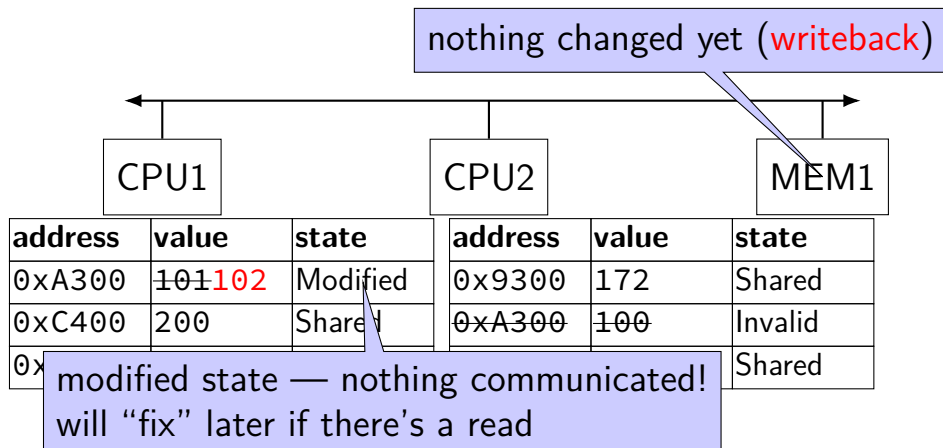 nothing changed yet (writeback)
CPU1 CPU2 MEM1
address value state address value state
0xA300 101102 Modified 0x9300 172 Shared
0xC400 200 Shared 0xA300 100 Invalid
0x Shared
modified state — nothing communicated!
will “fix” later if there's a read